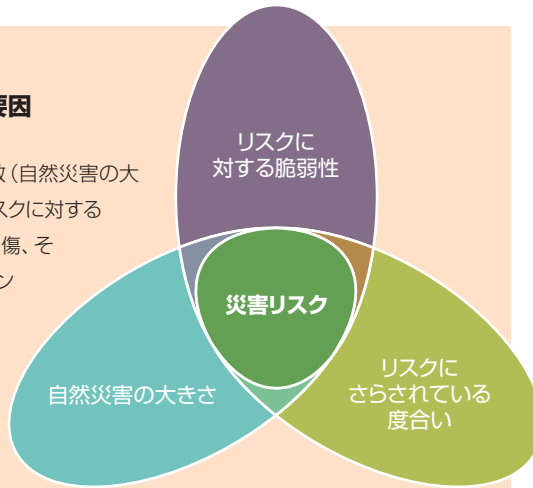 要因
(自然災害の大
スクに対する
傷、そ
ン
リスクに
対する脆弱性
災害リスク
自然災害の大きさ
リスクに
さらされている
度合い